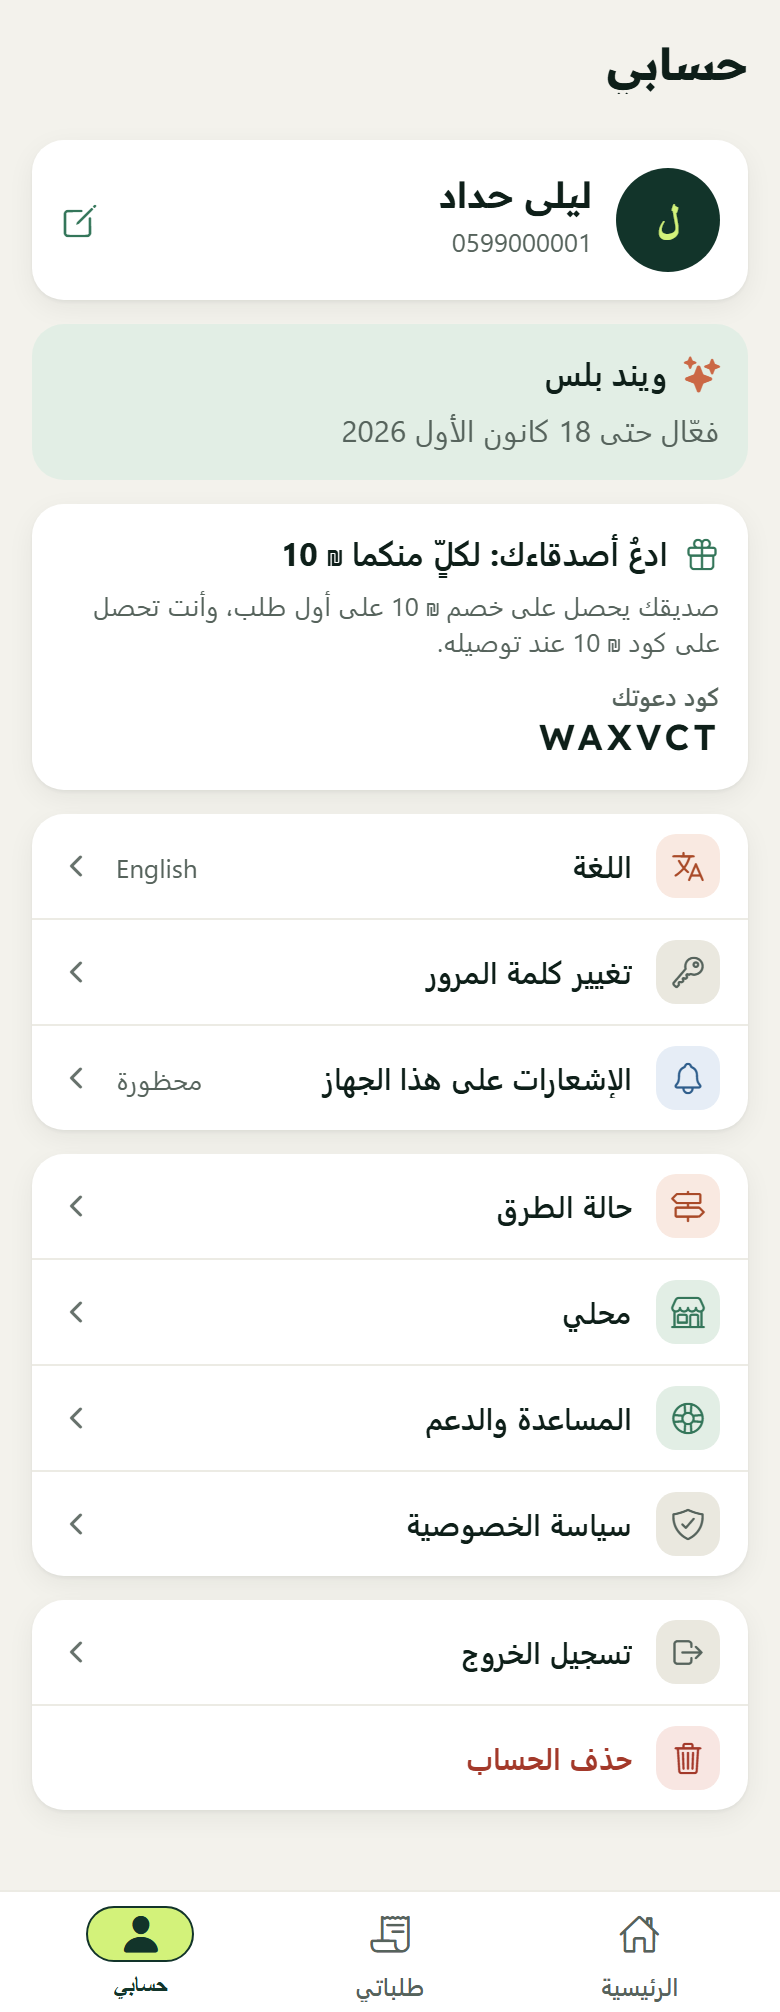 حسابي
ل
ليلى حداد
0599000001
ويند بلس
فعّال حتى 18 كانون الأول 2026
ادعُ أصدقاءك: لكلٍّ منكما ₪ 10
صديقك يحصل على خصم ₪ 10 على أول طلب، وأنت تحصل
على كود ₪ 10 عند توصيله.
كود دعوتك
WAXVCT
اللغة English
تغيير كلمة المرور
الإشعارات على هذا الجهاز محظورة
حالة الطرق
محلي
المساعدة والدعم
سياسة الخصوصية
تسجيل الخروج
حذف الحساب
الرئيسية طلباتي حسابي